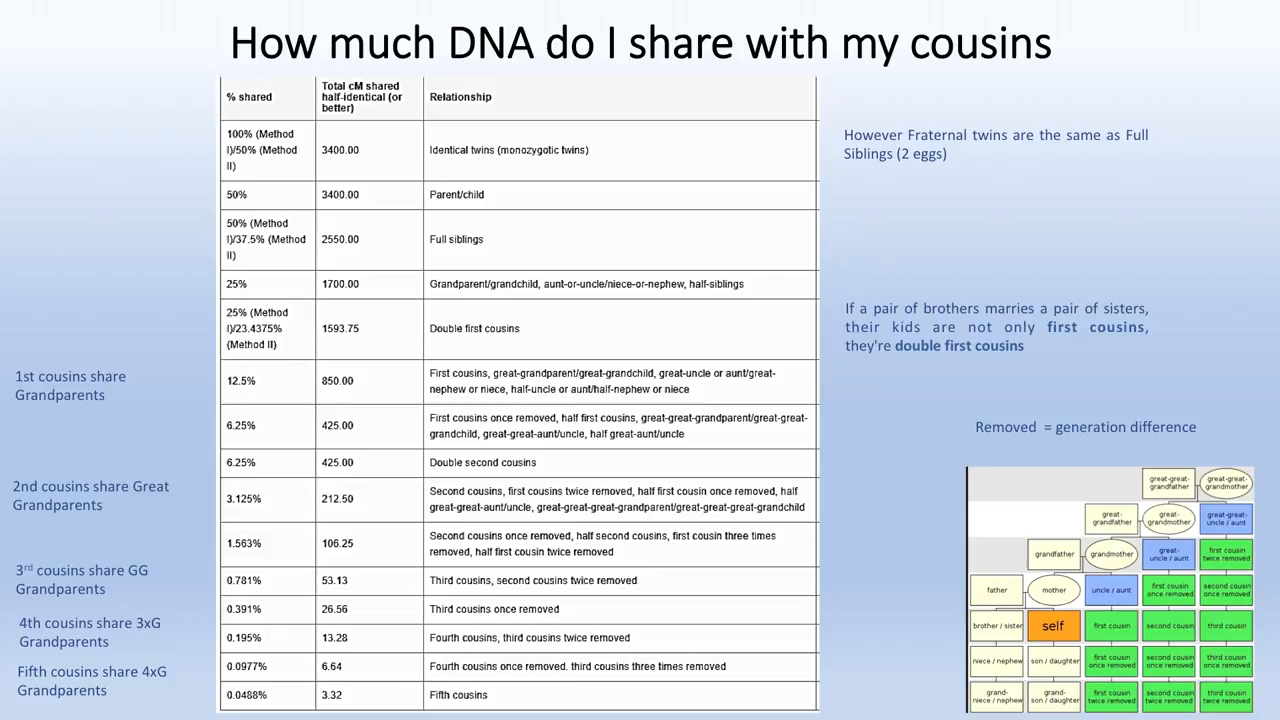 How much DNA do I share with my cousins
% shared
Total cM shared
half-identical (or
better)
Relationship
100% (Method
I)/50% (Method
II)
3400.00
Identical twins (monozygotic twins)
50%
3400.00
Parent/child
50% (Method
I)/37.5% (Method
II)
2550.00
Full siblings
25%
1700.00
Grandparent/grandchild, aunt-or-uncle/niece-or-nephew, half-siblings
25% (Method
I)/23.4375%
(Method II)
1593.75
Double first cousins
12.5%
850.00
First cousins, great-grandparent/great-grandchild, great-uncle or aunt/great-
nephew or niece, half-uncle or aunt/half-nephew or niece
6.25%
425.00
First cousins once removed, half first cousins, great-great-grandparent/great-great-
grandchild, great-great-aunt/uncle, half great-aunt/uncle
6.25%
425.00
Double second cousins
3.125%
212.50
Second cousins, first cousins twice removed, half first cousin once removed, half
great-great-aunt/uncle, great-great-great-grandparent/great-great-great-grandchild
1.563%
106.25
Second cousins once removed, half second cousins, first cousin three times
removed, half first cousin twice removed
0.781%
53.13
Third cousins, second cousins twice removed
0.391%
26.56
Third cousins once removed
0.195%
13.28
Fourth cousins, third cousins twice removed
0.0977%
6.64
Fourth cousins once removed. third cousins three times removed
0.0488%
3.32
Fifth cousins
1st cousins share
Grandparents
2nd cousins share Great
Grandparents
3rd cousins share GG
Grandparents
4th cousins share 3xG
Grandparents
Fifth cousins share 4xG
Grandparents
However Fraternal twins are the same as Full
Siblings (2 eggs)
If a pair of brothers marries a pair of sisters,
their kids are not only first cousins,
they're double first cousins
Removed = generation difference
great-great-
grandfather
great-great-
grandmother
great-
grandfather
great-
grandmother
great-great-
uncle / aunt
grandfather
grandmother
great-
uncle / aunt
first cousin
twice removed
father
mother
uncle / aunt
first cousin
once removed
second cousin
once removed
brother / sister
self
first cousin
second cousin
third cousin
niece / nephew
son / daughter
first cousin
once removed
second cousin
once removed
third cousin
once removed
grand-
niece / nephew
grand-
son / daughter
first cousin
twice removed
second cousin
twice removed
third cousin
twice removed